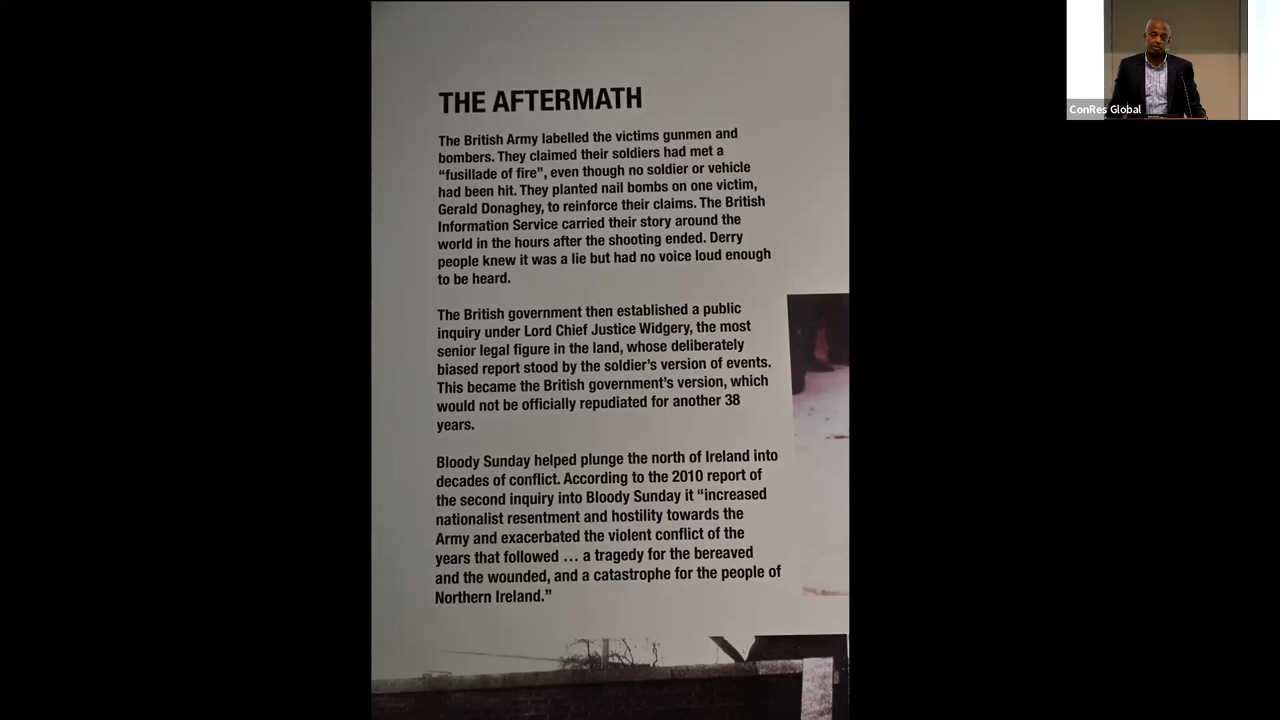 THE AFTERMATH
The British Army labelled the victims gunmen and
bombers. They claimed their soldiers had met a
“fusillade of fire”, even though no soldier or vehicle
had been hit. They planted nail bombs on one victim,
Gerald Donaghey, to reinforce their claims. The British
Information Service carried their story around the
world in the hours after the shooting ended. Derry
people knew it was a lie but had no voice loud enough
to be heard.
The British government then established a public
inquiry under Lord Chief Justice Widgery, the most
senior legal figure in the land, whose deliberately
biased report stood by the soldier’s version of events.
This became the British government’s version, which
would not be officially repudiated for another 38
years.
Bloody Sunday helped plunge the north of Ireland into
decades of conflict. According to the 2010 report of
the second inquiry into Bloody Sunday it “increased
nationalist resentment and hostility towards the
Army and exacerbated the violent conflict of the
years that followed … a tragedy for the bereaved
and the wounded, and a catastrophe for the people of
Northern Ireland.”
ConRes Global